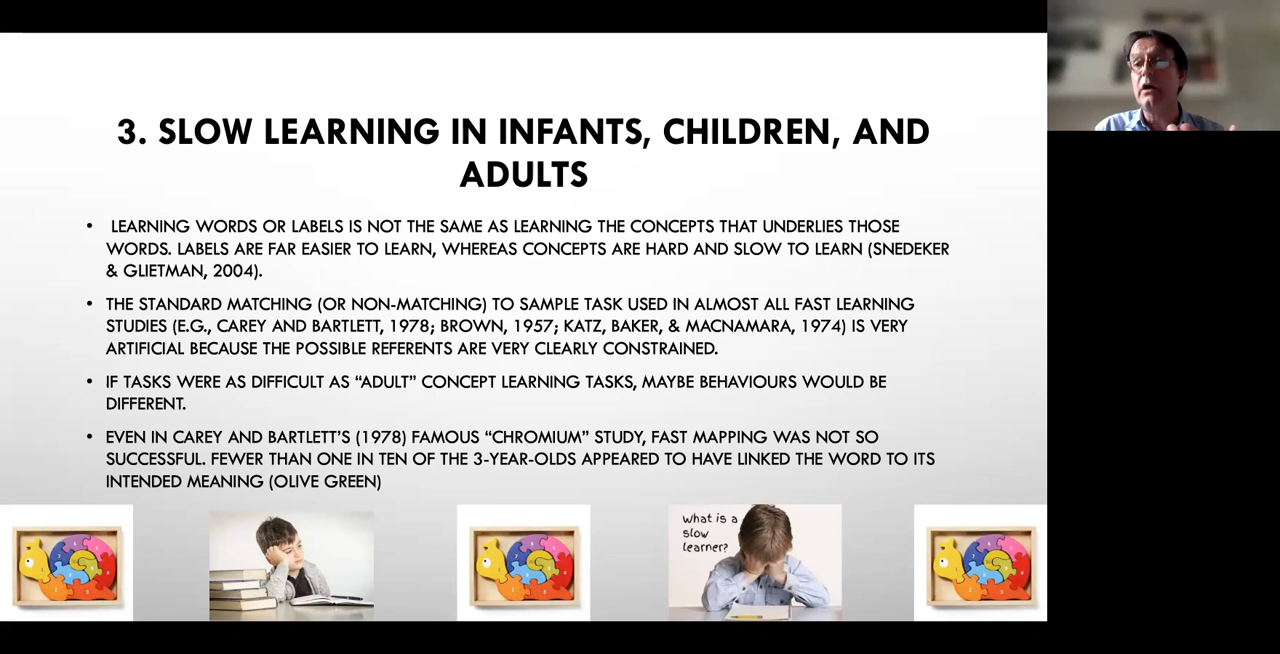 3. SLOW LEARNING IN INFANTS, CHILDREN, AND
ADULTS
• LEARNING WORDS OR LABELS IS NOT THE SAME AS LEARNING THE CONCEPTS THAT UNDERLIES THOSE
WORDS. LABELS ARE FAR EASIER TO LEARN, WHEREAS CONCEPTS ARE HARD AND SLOW TO LEARN (SNEDEKER
& GLIETMAN, 2004).
• THE STANDARD MATCHING (OR NON-MATCHING) TO SAMPLE TASK USED IN ALMOST ALL FAST LEARNING
STUDIES (E.G., CAREY AND BARTLETT, 1978; BROWN, 1957; KATZ, BAKER, & MACNAMARA, 1974) IS VERY
ARTIFICIAL BECAUSE THE POSSIBLE REFERENTS ARE VERY CLEARLY CONSTRAINED.
• IF TASKS WERE AS DIFFICULT AS “ADULT” CONCEPT LEARNING TASKS, MAYBE BEHAVIOURS WOULD BE
DIFFERENT.
• EVEN IN CAREY AND BARTLETT’S (1978) FAMOUS “CHROMIUM” STUDY, FAST MAPPING WAS NOT SO
SUCCESSFUL. FEWER THAN ONE IN TEN OF THE 3-YEAR-OLDS APPEARED TO HAVE LINKED THE WORD TO ITS
INTENDED MEANING (OLIVE GREEN)
What is a
slow
learner?